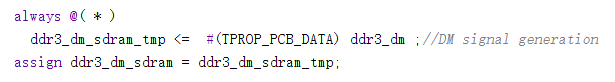 always @( * )
ddr3_dm_sdram_tmp <= #(TPROP_PCB_DATA) ddr3_dm ;//DM signal generation
assign ddr3_dm_sdram = ddr3_dm_sdram_tmp;